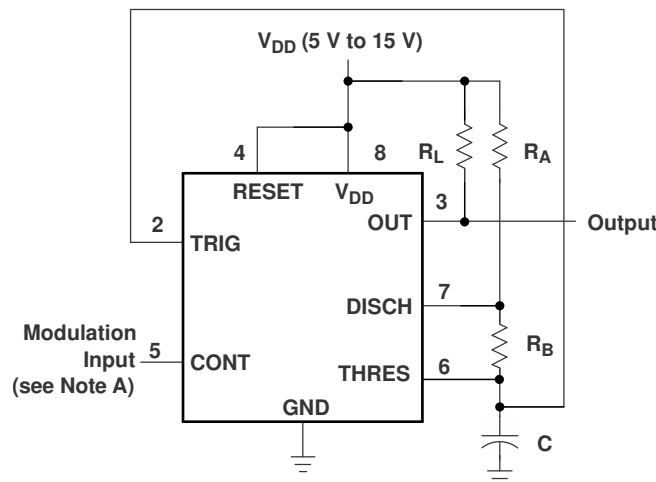 V_DD (5 V to 15 V)
4
8
R_L
R_A
RESET
V_DD
3
2
OUT
Output
TRIG
7
DISCH
Modulation
Input
(see Note A)
5
CONT
R_B
6
THRES
GND
C